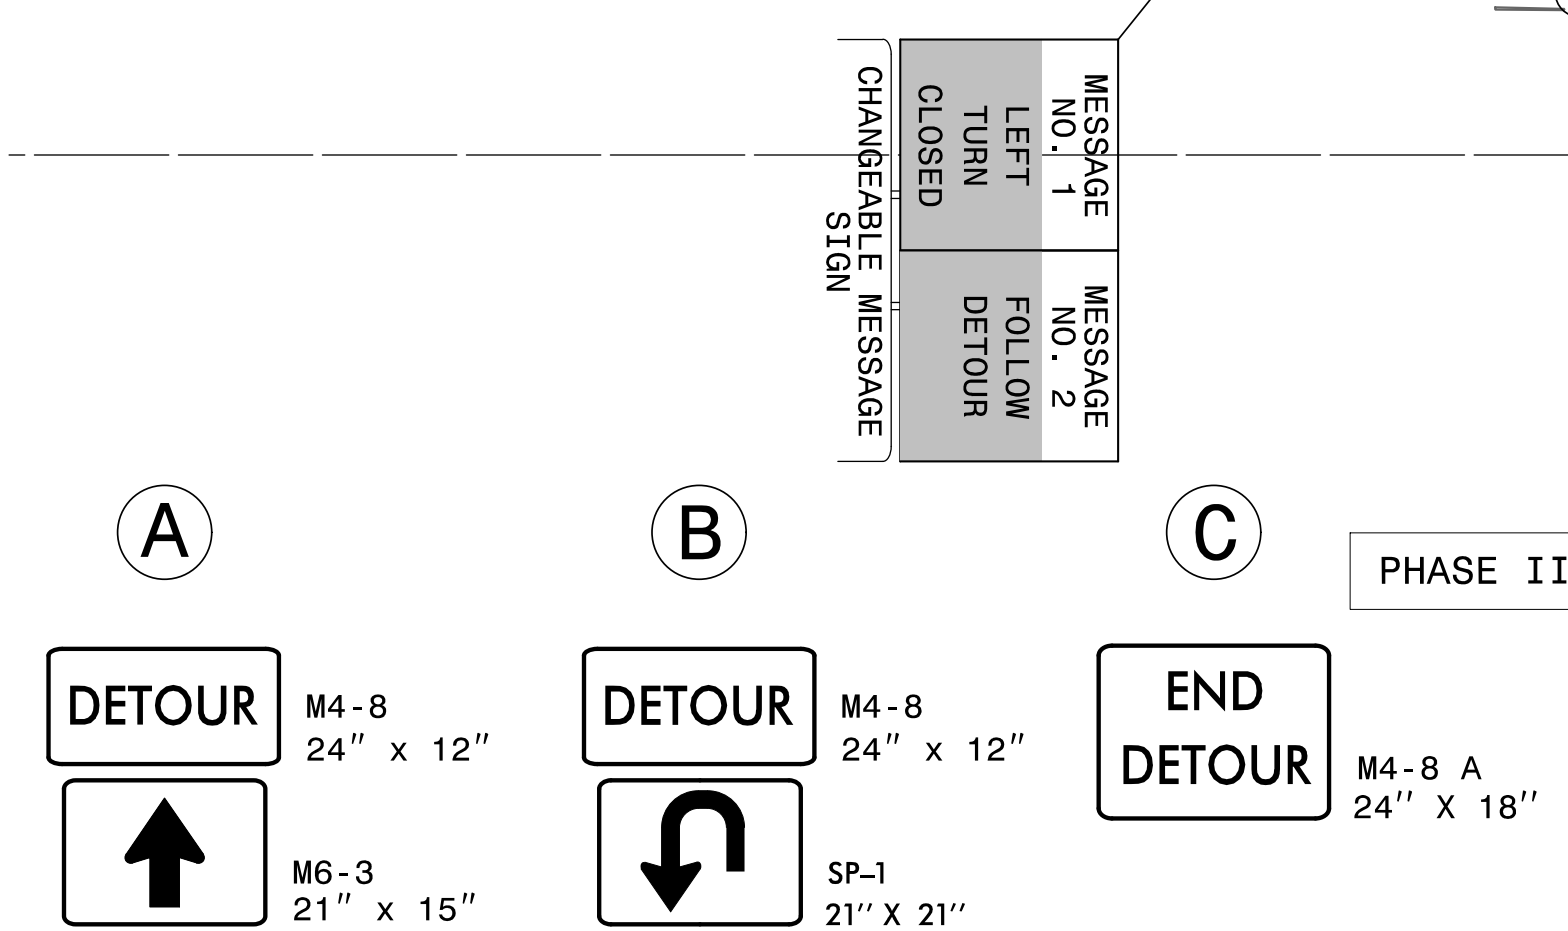 MESSAGE
NO. 1
LEFT
TURN
CLOSED
MESSAGE
NO. 2
FOLLOW
DETOUR
CHANGEABLE MESSAGE
SIGN
A
B
C
PHASE II
DETOUR
M4-8
24" x 12"
M6-3
21" x 15"
DETOUR
M4-8
24" x 12"
SP-1
21" X 21"
END
DETOUR
M4-8 A
24" X 18"